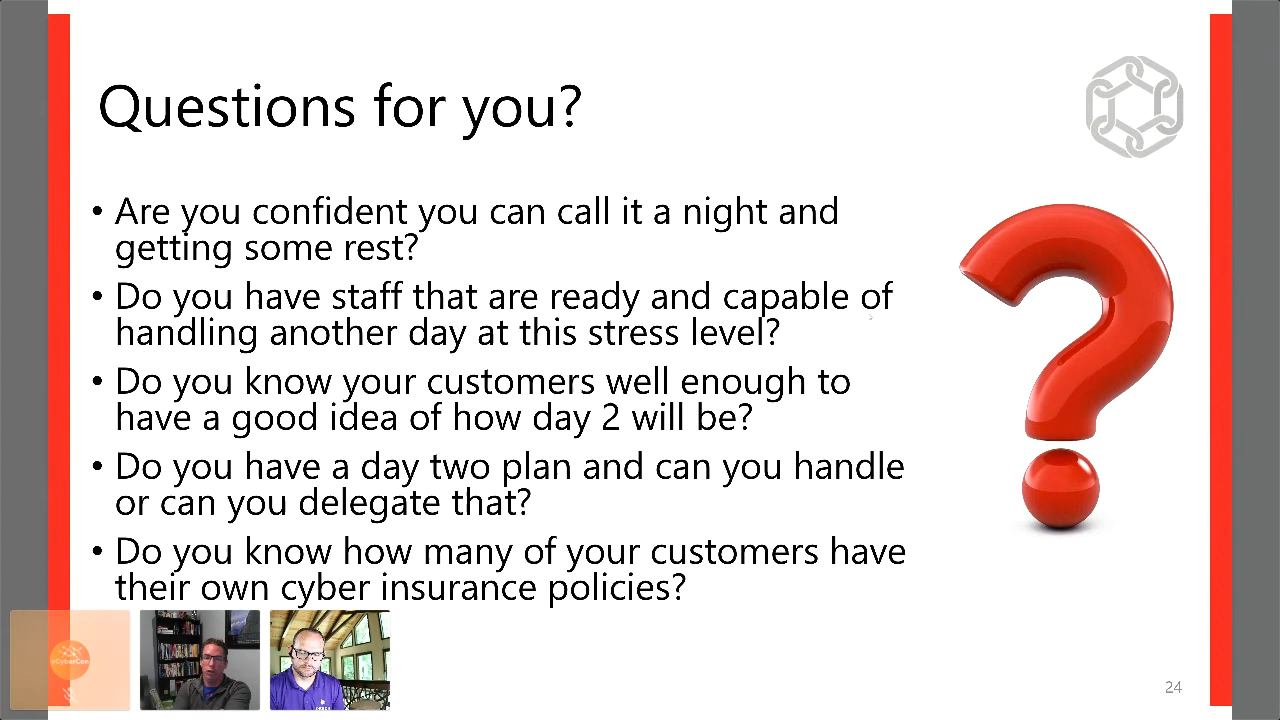 Questions for you?
• Are you confident you can call it a night and
getting some rest?
• Do you have staff that are ready and capable of
handling another day at this stress level?
• Do you know your customers well enough to
have a good idea of how day 2 will be?
• Do you have a day two plan and can you handle
or can you delegate that?
• Do you know how many of your customers have
their own cyber insurance policies?
24